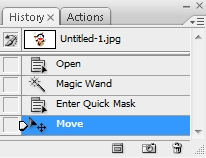 History Actions
Untitled-1.jpg
Open
Magic Wand
Enter Quick Mask
Move